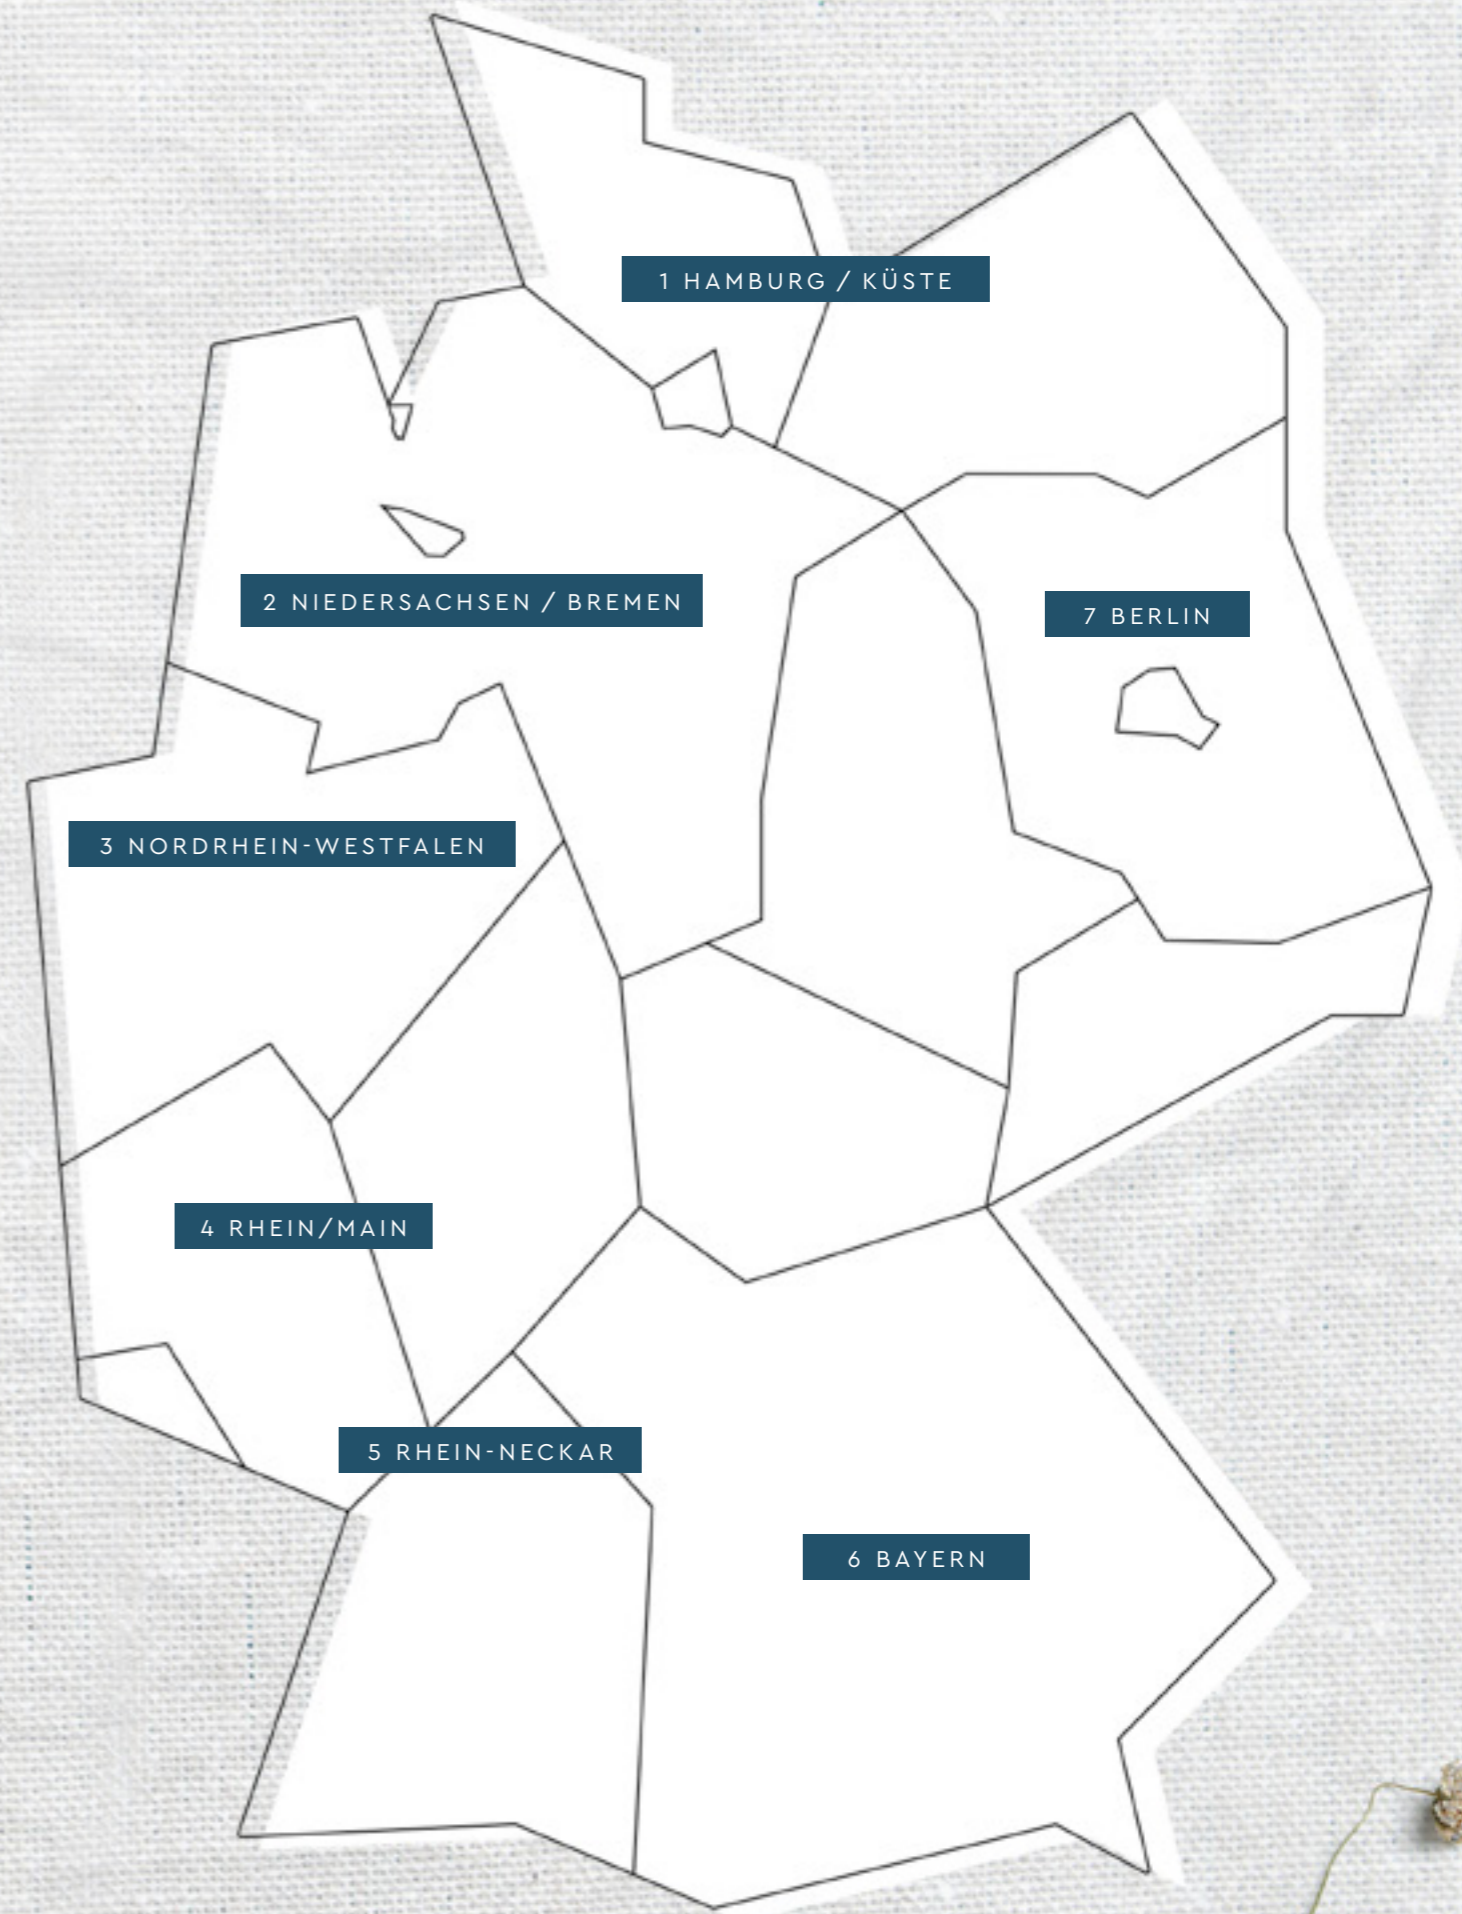 1 HAMBURG / KÜSTE
2 NIEDERSACHSEN / BREMEN
7 BERLIN
3 NORDRHEIN-WESTFALEN
4 RHEIN/MAIN
5 RHEIN-NECKAR
6 BAYERN